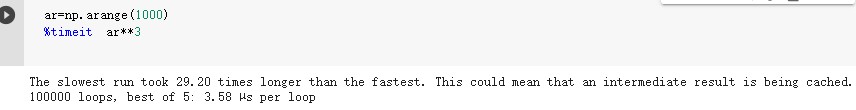 ar=np.arange(1000)
%timeit ar**3
The slowest run took 29.20 times longer than the fastest. This could mean that an intermediate result is being cached.
100000 loops, best of 5: 3.58 µs per loop